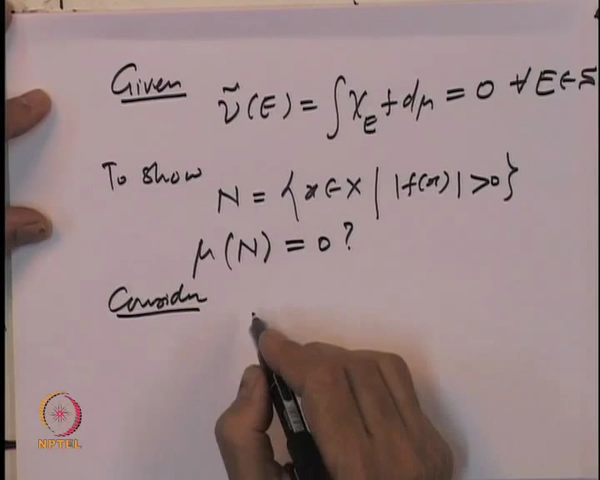 Given ν̃(E) = ∫ χ_E f dμ = 0 ∀ E ∈ S
To show N = { x ∈ X | |f(x)| > 0 }
μ(N) = 0 ?
Consider
NPTEL